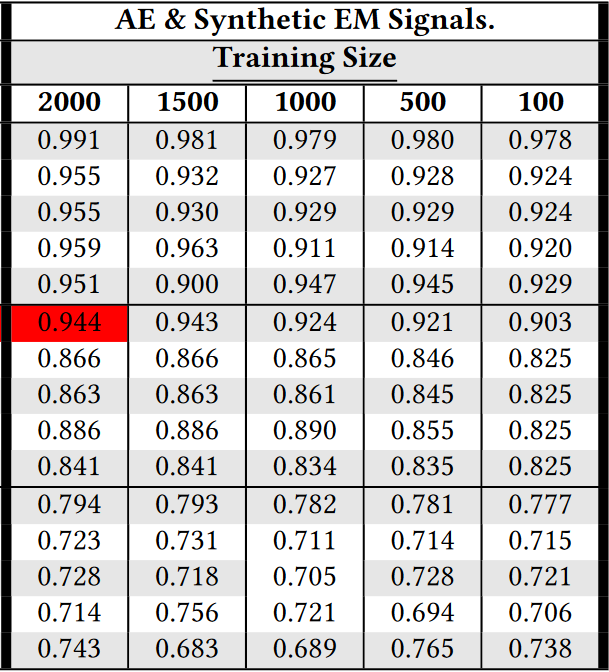 AE & Synthetic EM Signals.
Training Size
2000 1500 1000 500 100
0.991 0.981 0.979 0.980 0.978
0.955 0.932 0.927 0.928 0.924
0.955 0.930 0.929 0.929 0.924
0.959 0.963 0.911 0.914 0.920
0.951 0.900 0.947 0.945 0.929
0.944 0.943 0.924 0.921 0.903
0.866 0.866 0.865 0.846 0.825
0.863 0.863 0.861 0.845 0.825
0.886 0.886 0.890 0.855 0.825
0.841 0.841 0.834 0.835 0.825
0.794 0.793 0.782 0.781 0.777
0.723 0.731 0.711 0.714 0.715
0.728 0.718 0.705 0.728 0.721
0.714 0.756 0.721 0.694 0.706
0.743 0.683 0.689 0.765 0.738